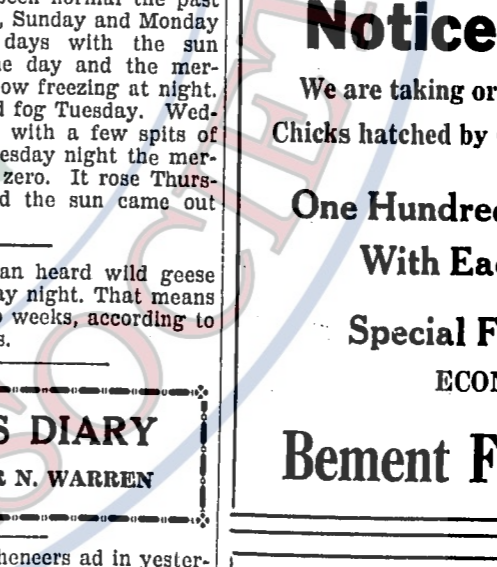 been normal the past
, Sunday and Monday
days with the sun
e day and the mer-
ow freezing at night.
d fog Tuesday. Wed-
with a few spits of
esday night the mer-
zero. It rose Thurs-
d the sun came out
an heard wild geese
ay night. That means
weeks, according to
s.
S DIARY
R N. WARREN
heneers ad in yester-
Notice
We are taking or
Chicks hatched by
One Hundred
With Eac
Special F
ECON
Bement F
SOCIET